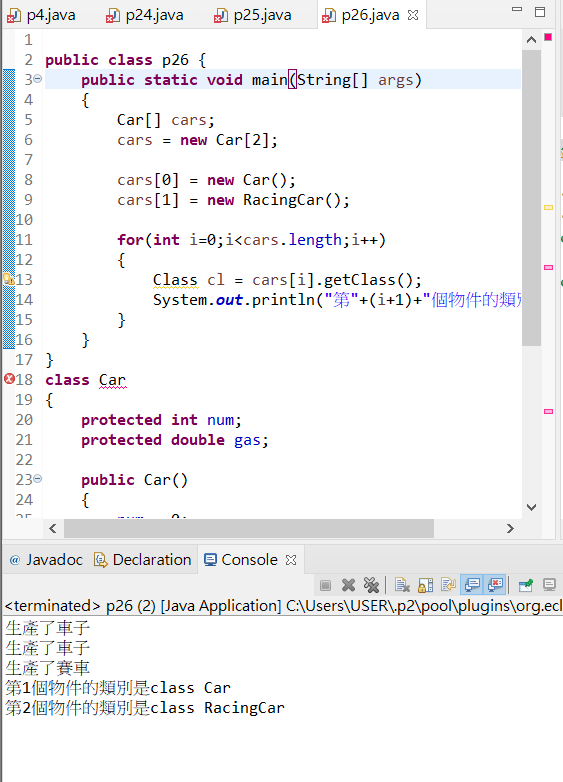 p4.java p24.java p25.java p26.java
1
2 public class p26 {
3 public static void main(String[] args)
4 {
5 Car[] cars;
6 cars = new Car[2];
7
8 cars[0] = new Car();
9 cars[1] = new RacingCar();
10
11 for(int i=0;i<cars.length;i++)
12 {
13 Class cl = cars[i].getClass();
14 System.out.println("第"+(i+1)+"個物件的類別
15 }
16 }
17 }
18 class Car
19 {
20 protected int num;
21 protected double gas;
22
23 public Car()
24 {
@ Javadoc Declaration Console
<terminated> p26 (2) [Java Application] C:\Users\USER\.p2\pool\plugins\org.ecl
生產了車子
生產了車子
生產了賽車
第1個物件的類別是class Car
第2個物件的類別是class RacingCar